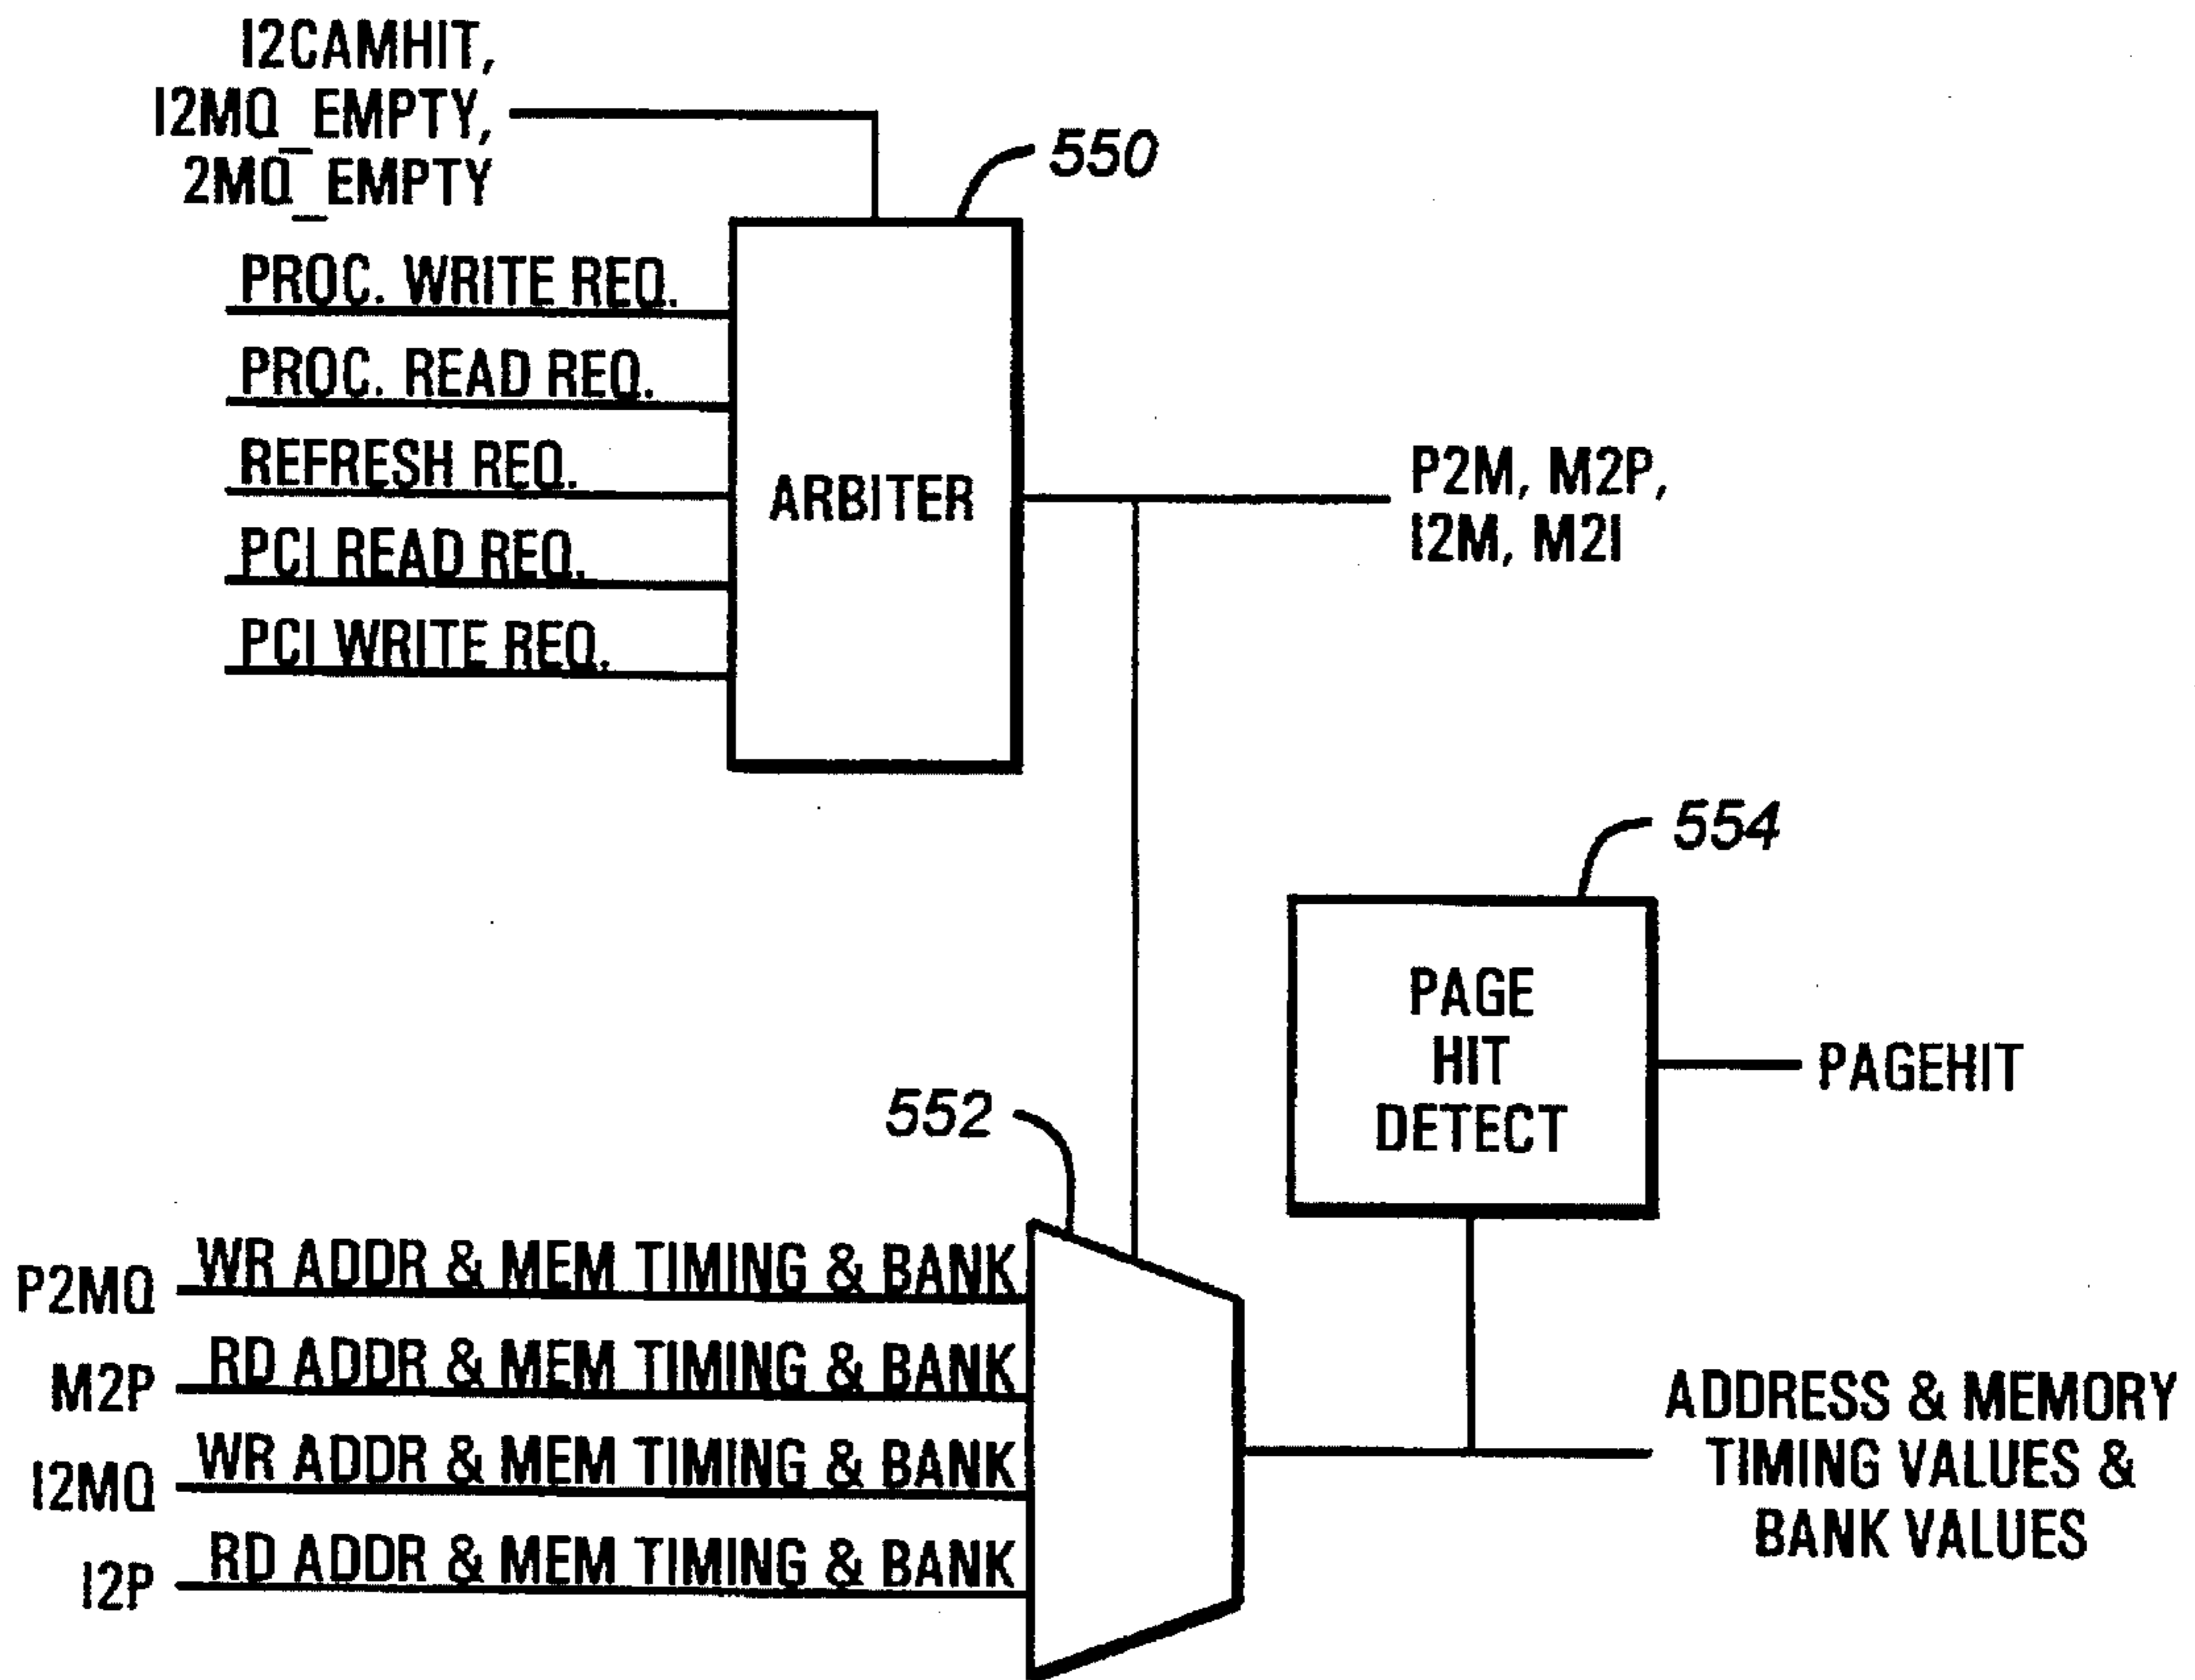 I2CAMHIT,
I2MQ_EMPTY,
2MQ_EMPTY
550
PROC. WRITE REQ.
PROC. READ REQ.
REFRESH REQ.
PCI READ REQ.
PCI WRITE REQ.
ARBITER
P2M, M2P,
I2M, M2I
554
PAGE
HIT
DETECT
PAGEHIT
552
P2MQ WR ADDR & MEM TIMING & BANK
M2P RD ADDR & MEM TIMING & BANK
I2MQ WR ADDR & MEM TIMING & BANK
I2P RD ADDR & MEM TIMING & BANK
ADDRESS & MEMORY
TIMING VALUES &
BANK VALUES